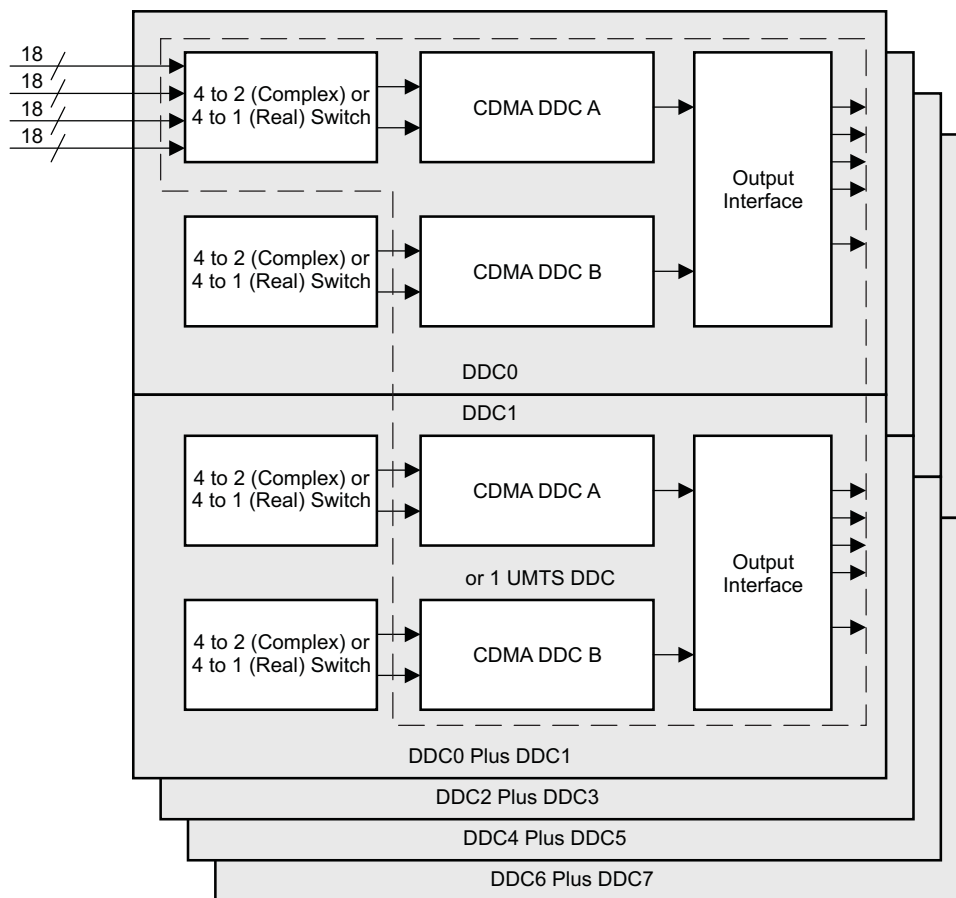 18
18
18
18
4 to 2 (Complex) or
4 to 1 (Real) Switch
CDMA DDC A
Output
Interface
4 to 2 (Complex) or
4 to 1 (Real) Switch
CDMA DDC B
DDC0
DDC1
4 to 2 (Complex) or
4 to 1 (Real) Switch
CDMA DDC A
or 1 UMTS DDC
Output
Interface
4 to 2 (Complex) or
4 to 1 (Real) Switch
CDMA DDC B
DDC0 Plus DDC1
DDC2 Plus DDC3
DDC4 Plus DDC5
DDC6 Plus DDC7